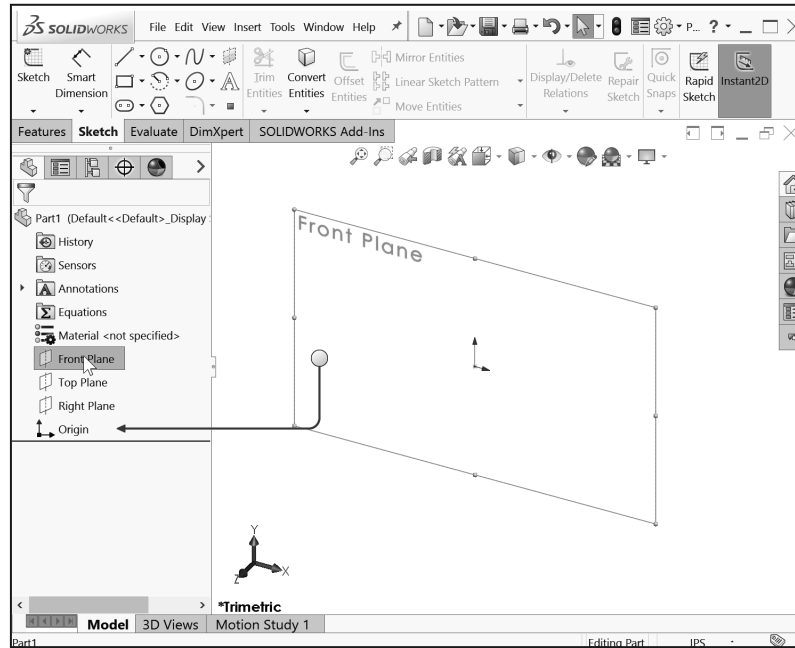 SOLIDWORKS File Edit View Insert Tools Window Help P... ?
Sketch Smart Dimension Trim Entities Convert Entities Offset Entities Mirror Entities Linear Sketch Pattern Move Entities Display/Delete Relations Repair Sketch Quick Snaps Rapid Sketch Instant2D
Features Sketch Evaluate DimXpert SOLIDWORKS Add-Ins
Part1 (Default<<Default>_Display
History
Sensors
Annotations
Equations
Material <not specified>
Front Plane
Top Plane
Right Plane
Origin
Front Plane
Y
X
Z
*Trimetric
Model 3D Views Motion Study 1
Part1 Editing Part IPS -